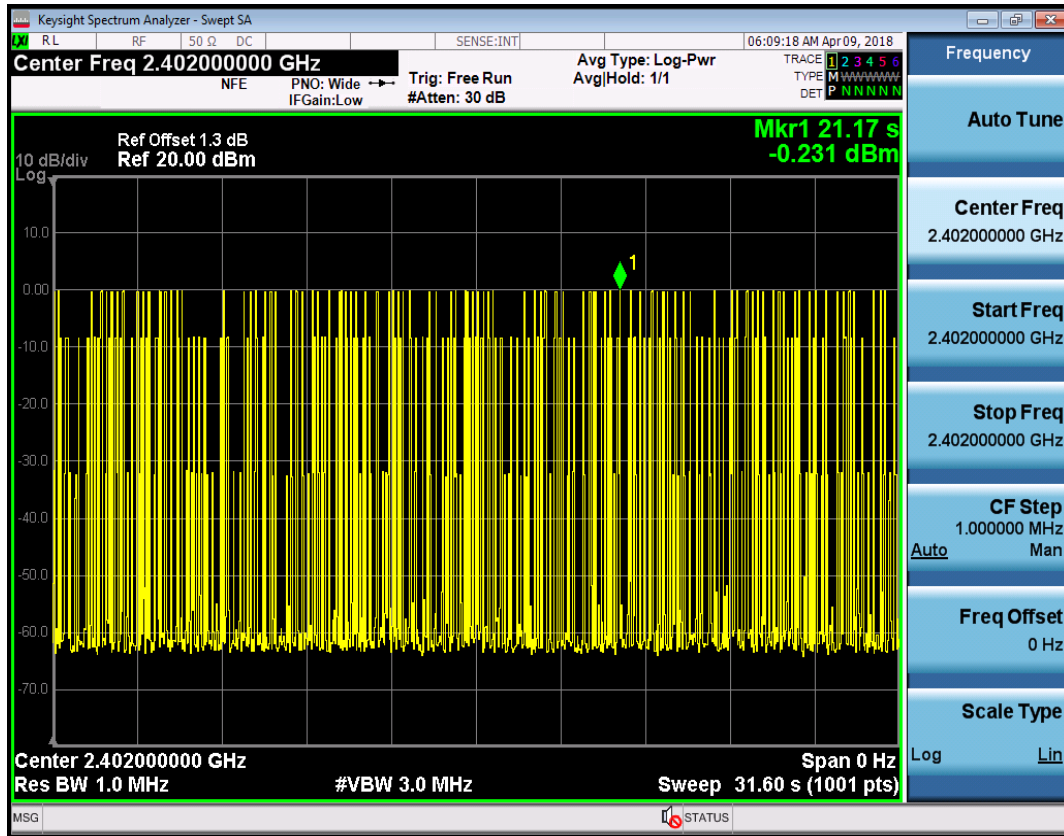 Keysight Spectrum Analyzer - Swept SA
LXI RL RF 50 Ω DC SENSE:INT 06:09:18 AM Apr 09, 2018
Center Freq 2.402000000 GHz
NFE
PNO: Wide
IFGain:Low
Trig: Free Run
#Atten: 30 dB
Avg Type: Log-Pwr
Avg|Hold: 1/1
TRACE 1 2 3 4 5 6
TYPE M WWWWW
DET P N N N N N
Ref Offset 1.3 dB
10 dB/div Ref 20.00 dBm
Log
Mkr1 21.17 s
-0.231 dBm
10.0
1
0.00
-10.0
-20.0
-30.0
-40.0
-50.0
-60.0
-70.0
Center 2.402000000 GHz Span 0 Hz
Res BW 1.0 MHz #VBW 3.0 MHz Sweep 31.60 s (1001 pts)
MSG STATUS
Frequency
Auto Tune
Center Freq
2.402000000 GHz
Start Freq
2.402000000 GHz
Stop Freq
2.402000000 GHz
CF Step
1.000000 MHz
Auto Man
Freq Offset
0 Hz
Scale Type
Log Lin